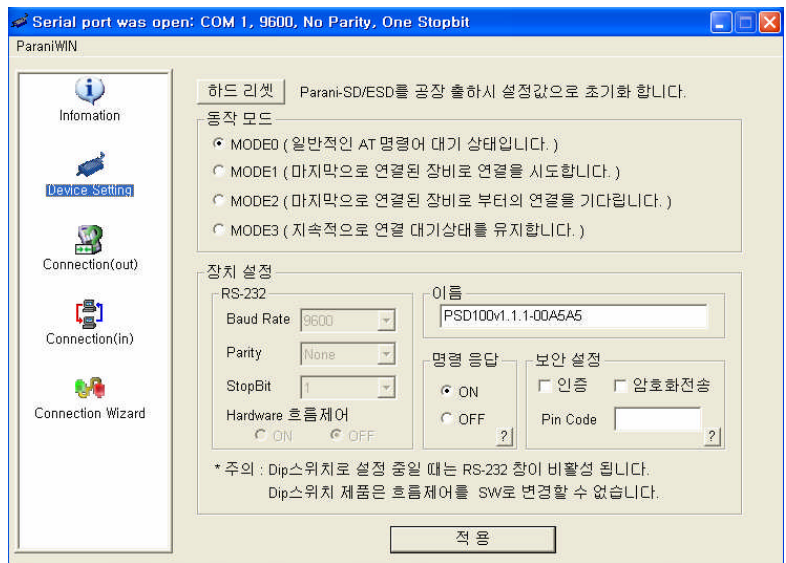 Serial port was open: COM 1, 9600, No Parity, One Stopbit
ParaniWIN
Infomation
Device Setting
Connection(out)
Connection(in)
Connection Wizard
하드 리셋 Parani-SD/ESD를 공장 출하시 설정값으로 초기화 합니다.
동작 모드
MODE0 ( 일반적인 AT 명령어 대기 상태입니다. )
MODE1 ( 마지막으로 연결된 장비로 연결을 시도합니다. )
MODE2 ( 마지막으로 연결된 장비로 부터의 연결을 기다립니다. )
MODE3 ( 지속적으로 연결 대기상태를 유지합니다. )
장치 설정
RS-232
Baud Rate 9600
Parity None
StopBit 1
Hardware 흐름제어
ON OFF
이름
PSD100v1.1.1-00A5A5
명령 응답
ON
OFF
?
보안 설정
인증 암호화전송
Pin Code
?
* 주의 : Dip스위치로 설정 중일 때는 RS-232 창이 비활성 됩니다.
Dip스위치 제품은 흐름제어를 SW로 변경할 수 없습니다.
적 용